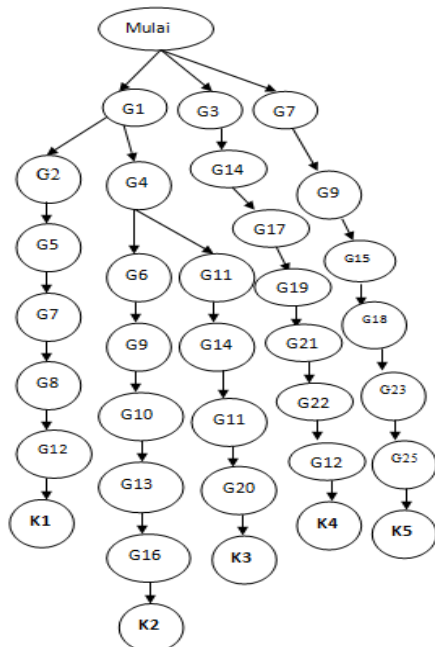 Mulai
G1 G3 G7
G2 G4 G14 G9
G5 G6 G11 G17 G15
G7 G9 G14 G19 G18
G8 G10 G11 G21 G23
G12 G13 G20 G22 G25
K1 G16 K3 G12 K5
K2 K4